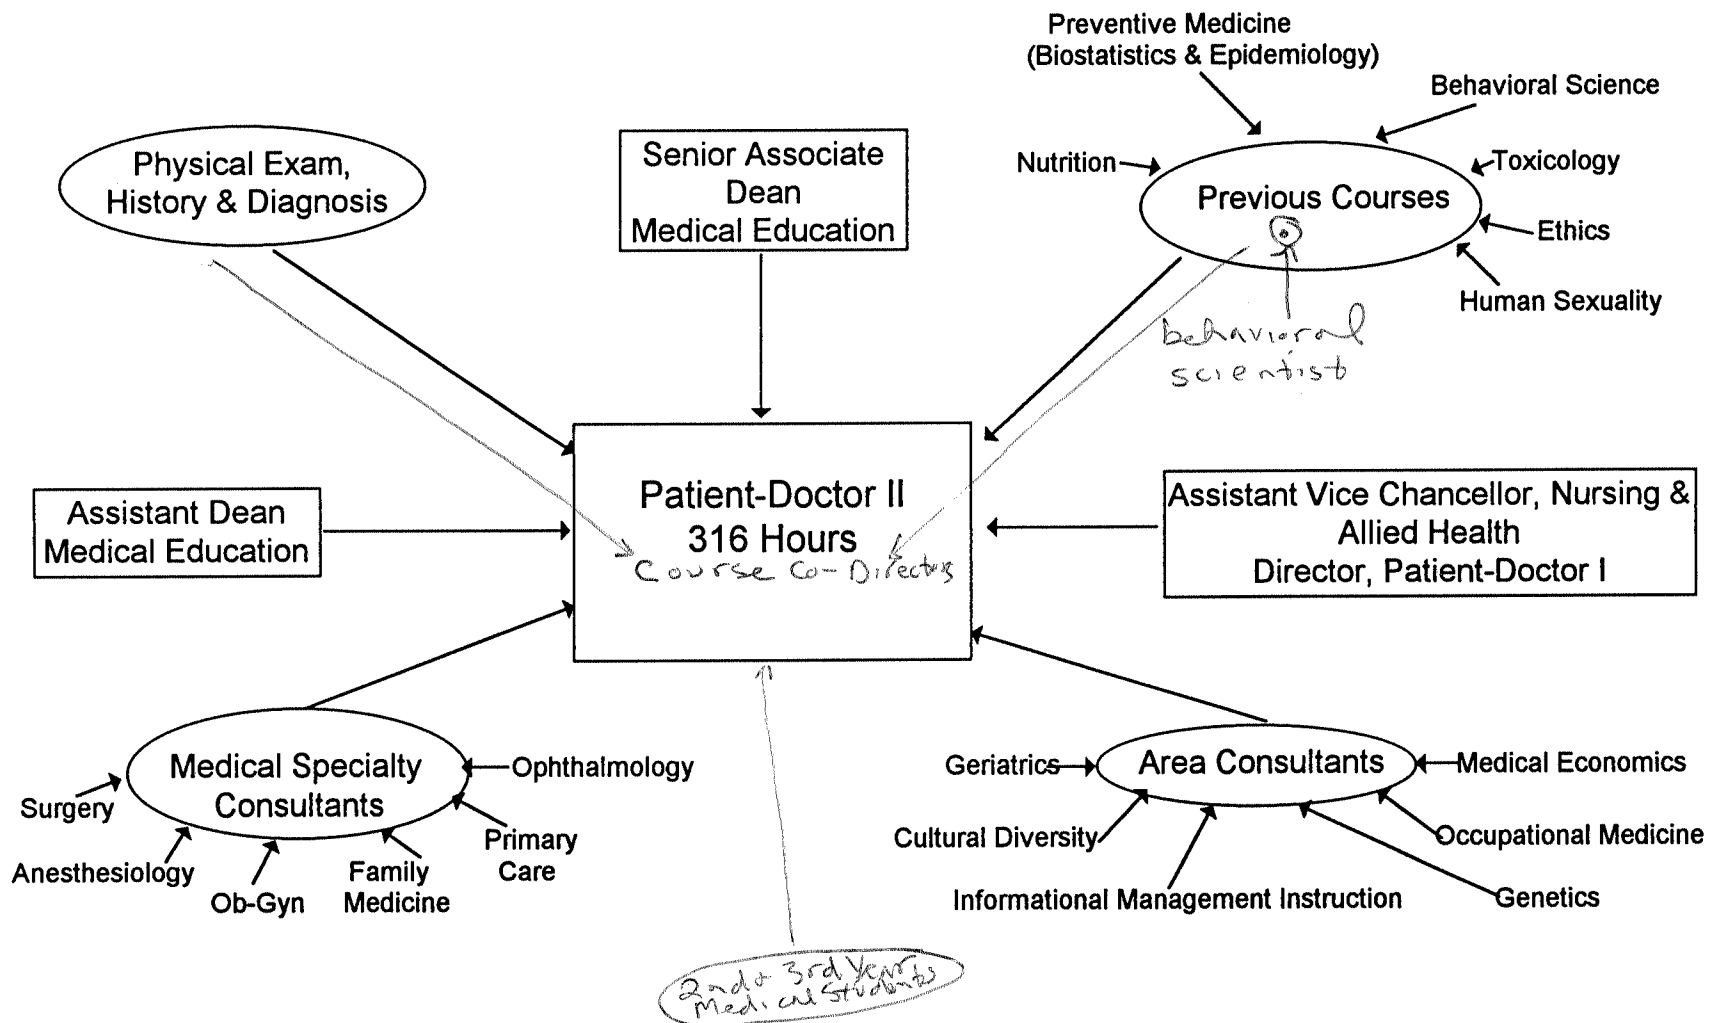 Preventive Medicine
(Biostatistics & Epidemiology)
Behavioral Science
Nutrition
Toxicology
Previous Courses
Ethics
Human Sexuality
behavioral
scientist
Physical Exam,
History & Diagnosis
Senior Associate
Dean
Medical Education
Assistant Dean
Medical Education
Patient-Doctor II
316 Hours
Course Co-Directors
Assistant Vice Chancellor, Nursing &
Allied Health
Director, Patient-Doctor I
Medical Specialty
Consultants
Ophthalmology
Surgery
Primary
Care
Anesthesiology
Family
Medicine
Ob-Gyn
Geriatrics
Area Consultants
Medical Economics
Cultural Diversity
Occupational Medicine
Informational Management Instruction
Genetics
2nd + 3rd Year
Medical Students